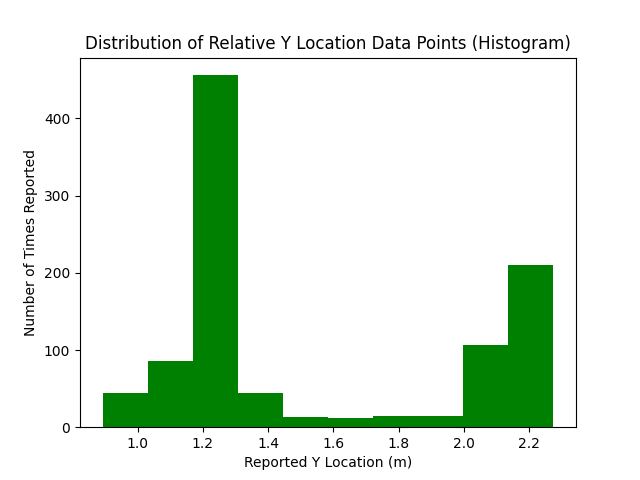 Distribution of Relative Y Location Data Points (Histogram)
Number of Times Reported
400
300
200
100
0
1.0 1.2 1.4 1.6 1.8 2.0 2.2
Reported Y Location (m)